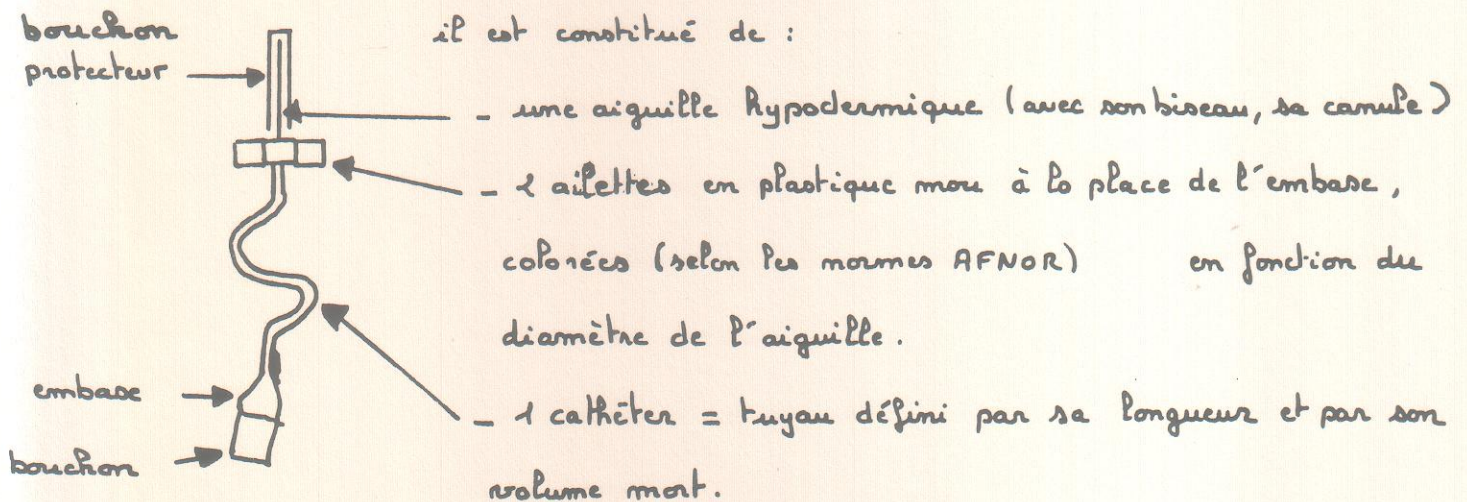 bouchon
protecteur
il est constitué de :
- une aiguille hypodermique (avec son biseau, sa canule)
- 2 ailettes en plastique mou à la place de l'embase,
colorées (selon les normes AFNOR) en fonction du
diamètre de l'aiguille.
- 1 cathéter = tuyau défini par sa longueur et par son
volume mort.
embase
bouchon